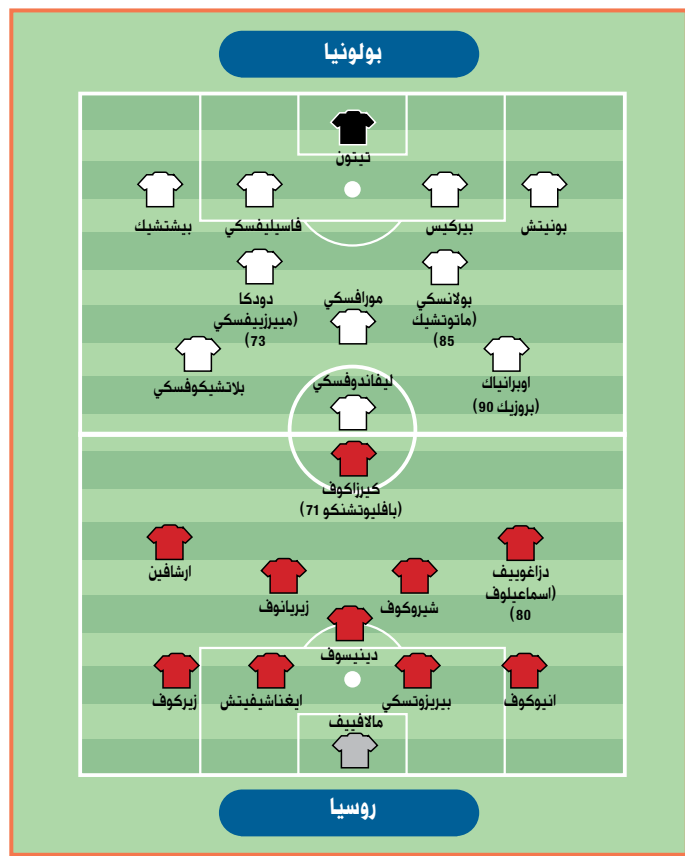 بولونيا
تيتون
بونيتش
بيركيس
فاسيليفسكي
بيشتشيك
بولانسكي
(ماتوتشيك
85)
مورافسكي
دودكا
(مييرزييفسكي
73)
اوبرانياك
(بروزيك 90)
ليفاندوفسكي
بلاتشيكوفسكي
كيرزاكوف
(بافليوتشنكو 71)
دزاغوييف
(اسماعيلوف
80)
ارشافين
شيروكوف
زيريانوف
دينيسوف
انيوكوف
بيريزوتسكي
ايغناشيفيتش
زيركوف
مالافييف
روسيا